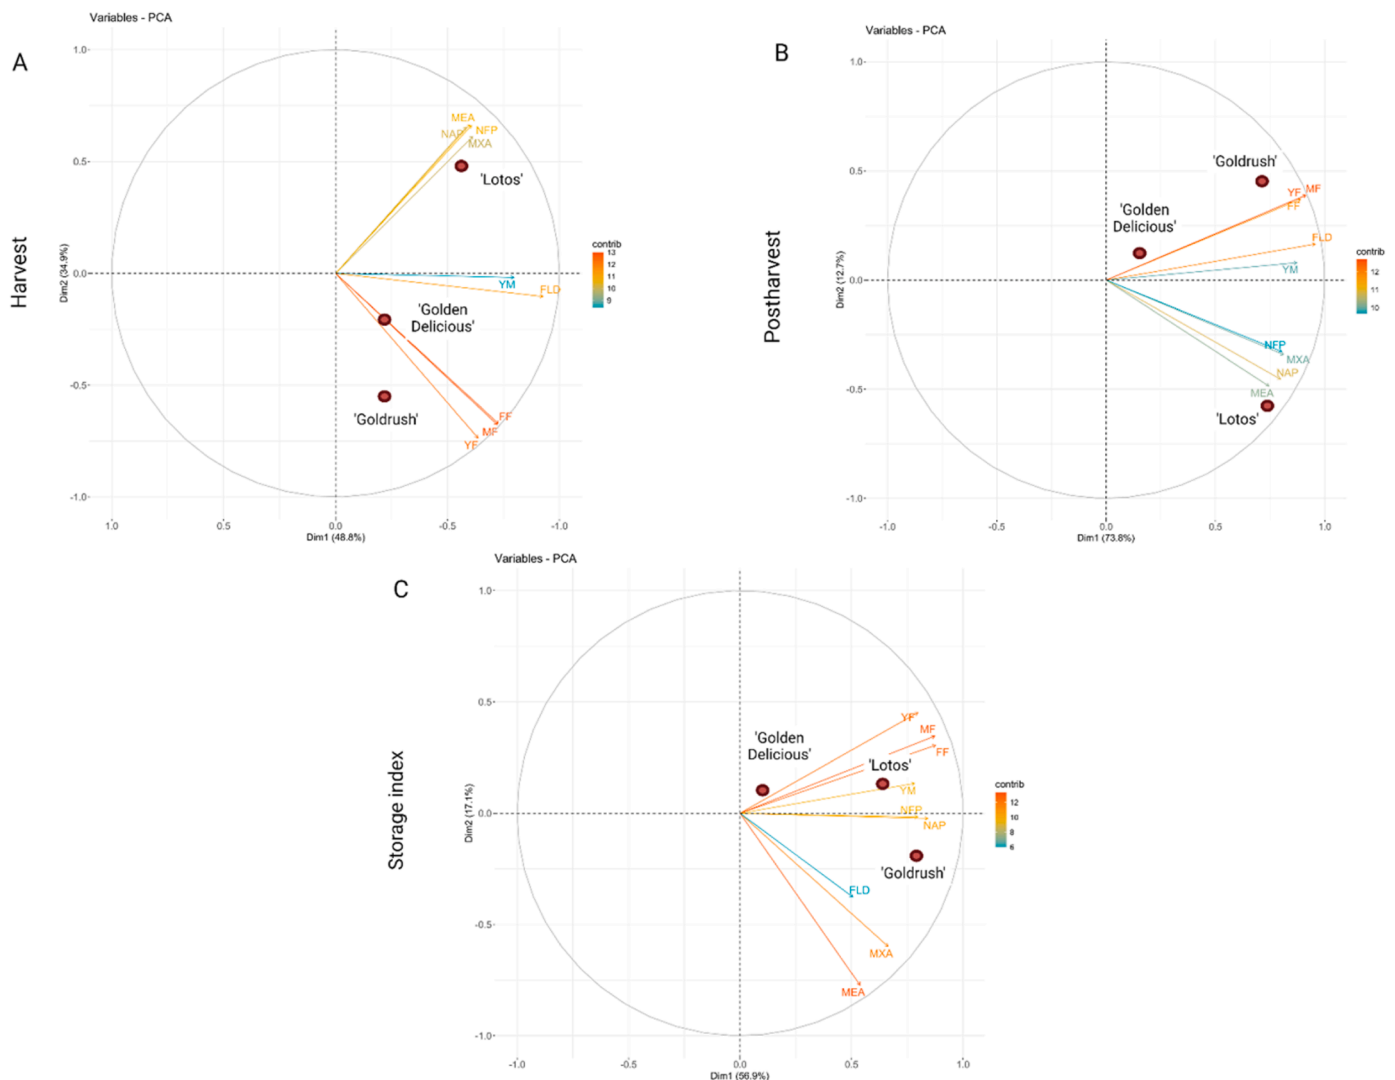 Variables - PCA
A
Harvest
1.0
0.5
0.0
-0.5
-1.0
Dim2 (34.9%)
MEA
NAP
NFP
MXA
'Lotos'
YM
FLD
'Golden
Delicious'
'Goldrush'
FF
MF
YF
contrib
13
12
11
10
9
1.0
0.5
0.0
-0.5
-1.0
Dim1 (48.8%)
Variables - PCA
B
Postharvest
1.0
0.5
0.0
-0.5
-1.0
Dim2 (12.7%)
'Goldrush'
YF
MF
FF
'Golden
Delicious'
FLD
YM
NFP
MXA
NAP
MEA
'Lotos'
contrib
12
11
10
-1.0
-0.5
0.0
0.5
1.0
Dim1 (73.8%)
Variables - PCA
C
Storage index
1.0
0.5
0.0
-0.5
-1.0
Dim2 (17.1%)
YF
MF
FF
'Golden
Delicious'
'Lotos'
YM
NFP
NAP
'Goldrush'
FLD
MXA
MEA
contrib
12
10
8
6
-1.0
-0.5
0.0
0.5
1.0
Dim1 (56.9%)